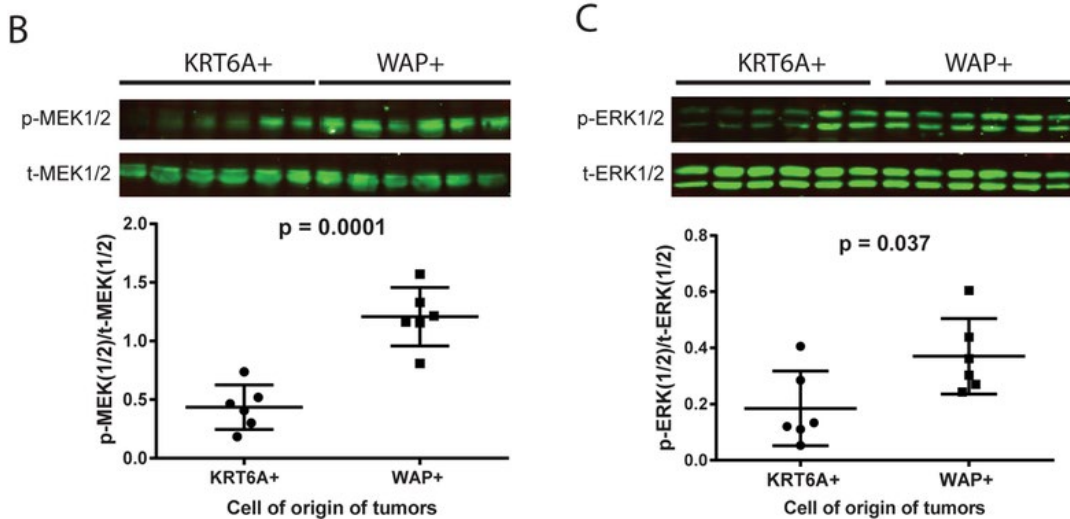 B
KRT6A+ WAP+
p-MEK1/2
t-MEK1/2
p = 0.0001
2.0
1.5
1.0
0.5
0.0
p-MEK(1/2)/t-MEK(1/2)
KRT6A+ WAP+
Cell of origin of tumors
C
KRT6A+ WAP+
p-ERK1/2
t-ERK1/2
p = 0.037
0.8
0.6
0.4
0.2
0.0
p-ERK(1/2)/t-ERK(1/2)
KRT6A+ WAP+
Cell of origin of tumors